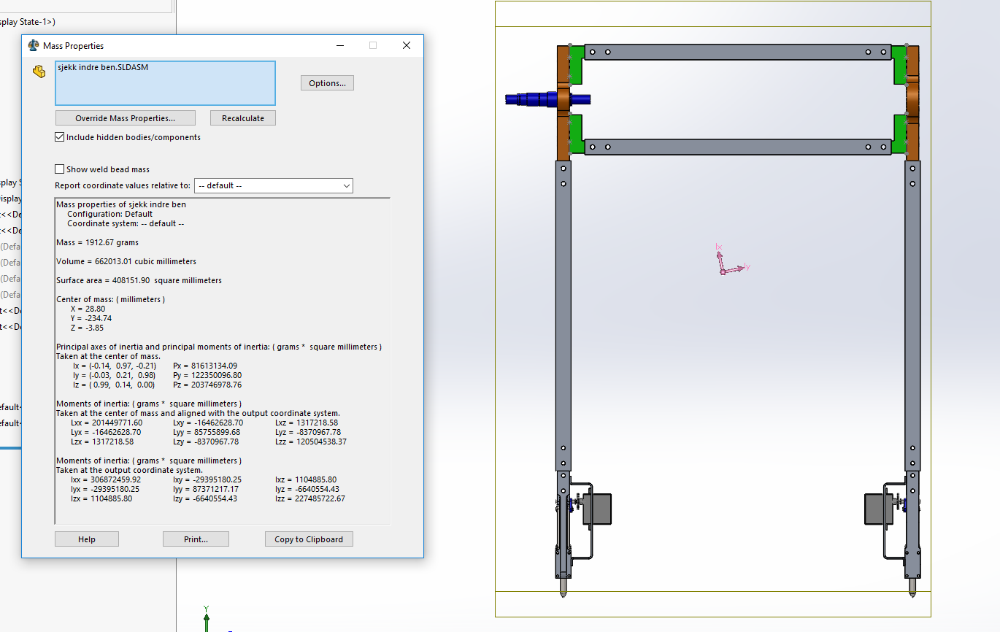 splay State-1>)
Mass Properties
sjekk indre ben.SLDASM
Options...
Override Mass Properties...
Recalculate
Include hidden bodies/components
Show weld bead mass
Report coordinate values relative to: -- default --
Mass properties of sjekk indre ben
Configuration: Default
Coordinate system: -- default --
Mass = 1912.67 grams
Volume = 662013.01 cubic millimeters
Surface area = 408151.90 square millimeters
Center of mass: ( millimeters )
X = 28.80
Y = -234.74
Z = -3.85
Principal axes of inertia and principal moments of inertia: ( grams * square millimeters )
Taken at the center of mass.
Ix = (-0.14, 0.97, -0.21) Px = 81613134.09
Iy = (-0.03, 0.21, 0.98) Py = 122350096.80
Iz = ( 0.99, 0.14, 0.00) Pz = 203746978.76
Moments of inertia: ( grams * square millimeters )
Taken at the center of mass and aligned with the output coordinate system.
Lxx = 201449771.60 Lxy = -16462628.70 Lxz = 1317218.58
Lyx = -16462628.70 Lyy = 85755899.68 Lyz = -8370967.78
Lzx = 1317218.58 Lzy = -8370967.78 Lzz = 120504538.37
Moments of inertia: ( grams * square millimeters )
Taken at the output coordinate system.
Ixx = 306872459.92 Ixy = -29395180.25 Ixz = 1104885.80
Iyx = -29395180.25 Iyy = 87371217.17 Iyz = -6640554.43
Izx = 1104885.80 Izy = -6640554.43 Izz = 227485722.67
Help
Print...
Copy to Clipboard
Ix
Iy
Y
play S
Display
t<<De
t<<De
(Defa
(Defa
(Defa
(Defa
t<<De
t<<De
efault<
efault<